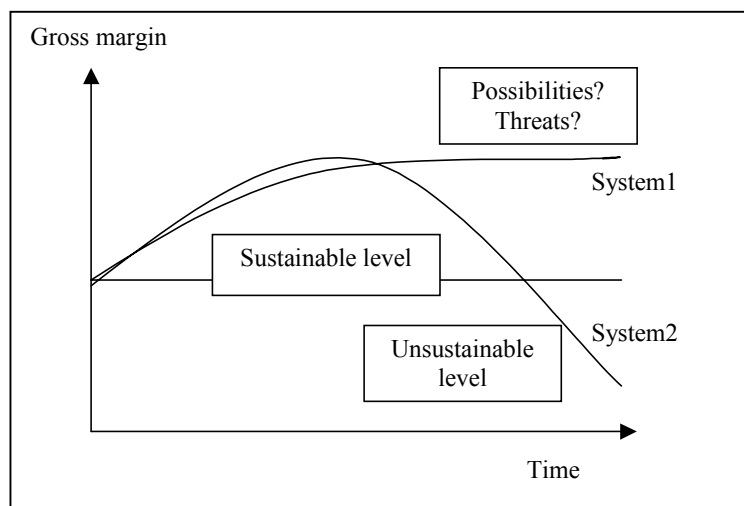 Gross margin
Possibilities?
Threats?
System1
Sustainable level
System2
Unsustainable
level
Time